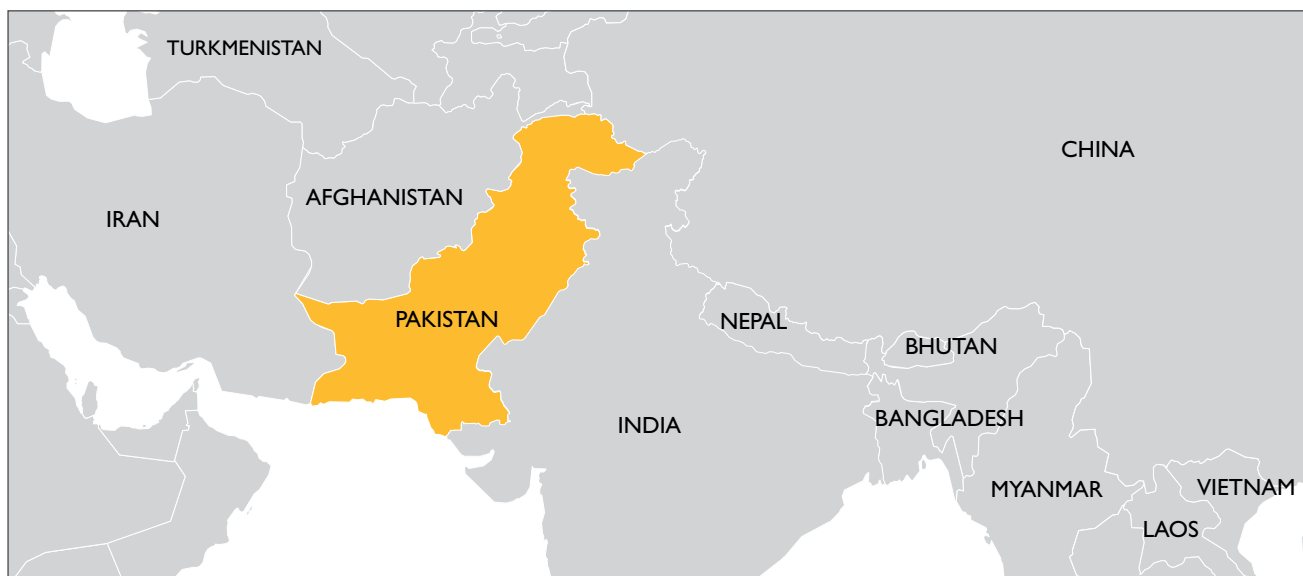 TURKMENISTAN
CHINA
AFGHANISTAN
IRAN
PAKISTAN
NEPAL
BHUTAN
BANGLADESH
INDIA
MYANMAR
VIETNAM
LAOS